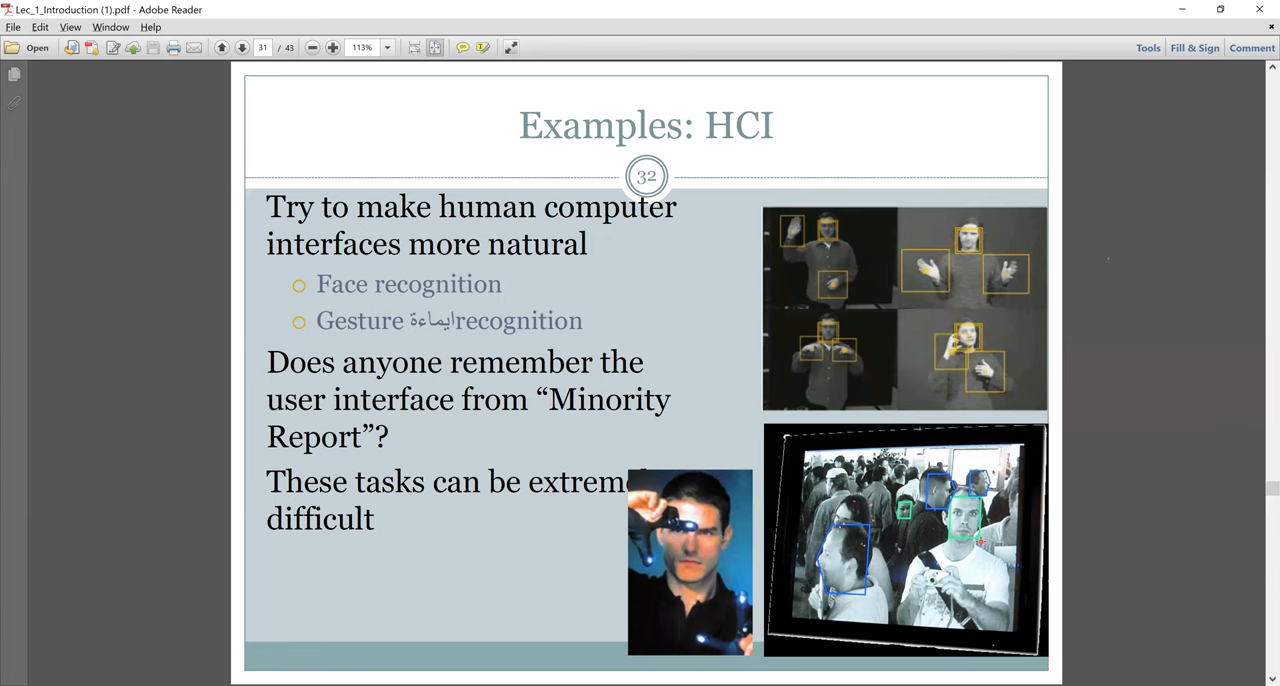 Lec_1_Introduction (1).pdf - Adobe Reader
File Edit View Window Help
Open 31 / 43 113% Tools Fill & Sign Comment
Examples: HCI
32
Try to make human computer
interfaces more natural
Face recognition
Gesture ايماءة recognition
Does anyone remember the
user interface from “Minority
Report”?
These tasks can be
difficult